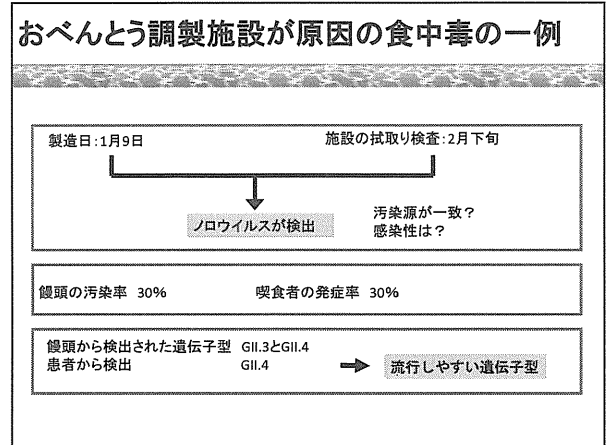 おべんとう調製施設が原因の食中毒の一例
製造日:1月9日 施設の拭取り検査:2月下旬
ノロウイルスが検出
汚染源が一致?
感染性は?
饅頭の汚染率 30% 喫食者の発症率 30%
饅頭から検出された遺伝子型 GII.3とGII.4
患者から検出 GII.4
流行しやすい遺伝子型